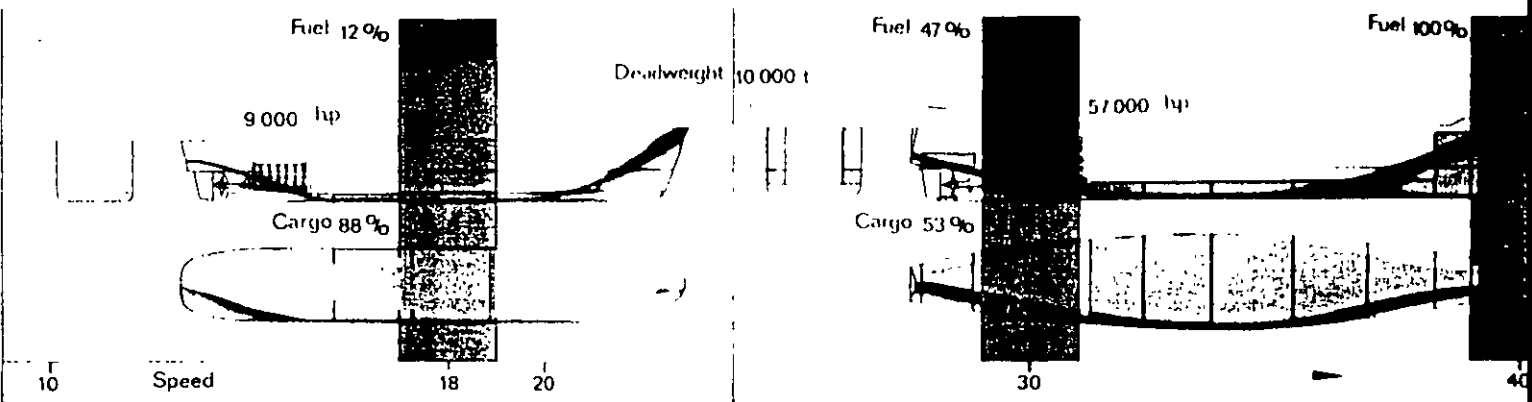 Fuel 12%
Fuel 47%
Fuel 100%
Deadweight 10 000 t
9 000 hp
57 000 hp
Cargo 88%
Cargo 53%
10 Speed 18 20 30 40